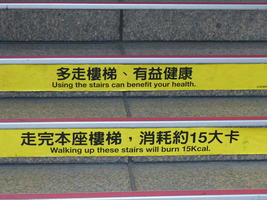 多走樓梯、有益健康
Using the stairs can benefit your health.
走完本座樓梯，消耗約15大卡
Walking up these stairs will burn 15Kcal.